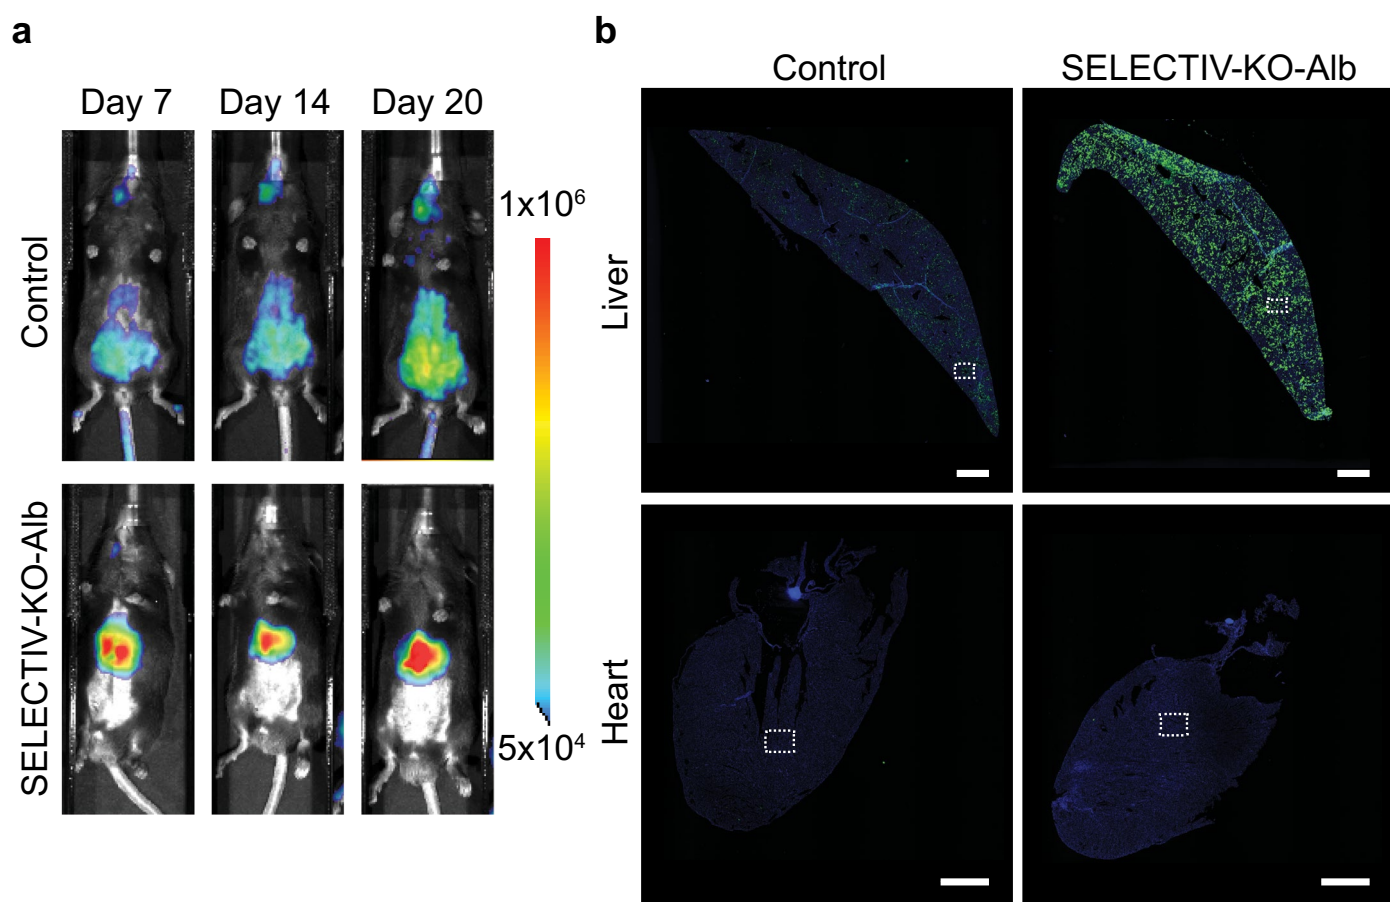 a
Day 7
Day 14
Day 20
Control
SELECTIV-KO-Alb
1x10⁶
5x10⁴
b
Control
SELECTIV-KO-Alb
Liver
Heart